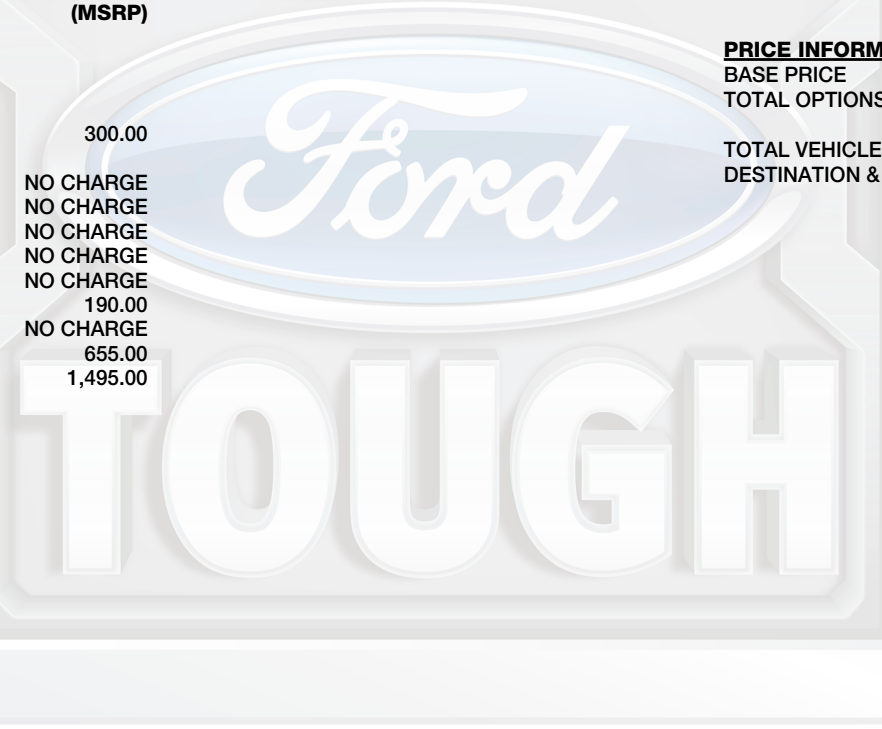 (MSRP)
300.00
NO CHARGE
NO CHARGE
NO CHARGE
NO CHARGE
NO CHARGE
190.00
NO CHARGE
655.00
1,495.00
PRICE INFORM
BASE PRICE
TOTAL OPTIONS
TOTAL VEHICLE
DESTINATION &
Ford
TOUGH